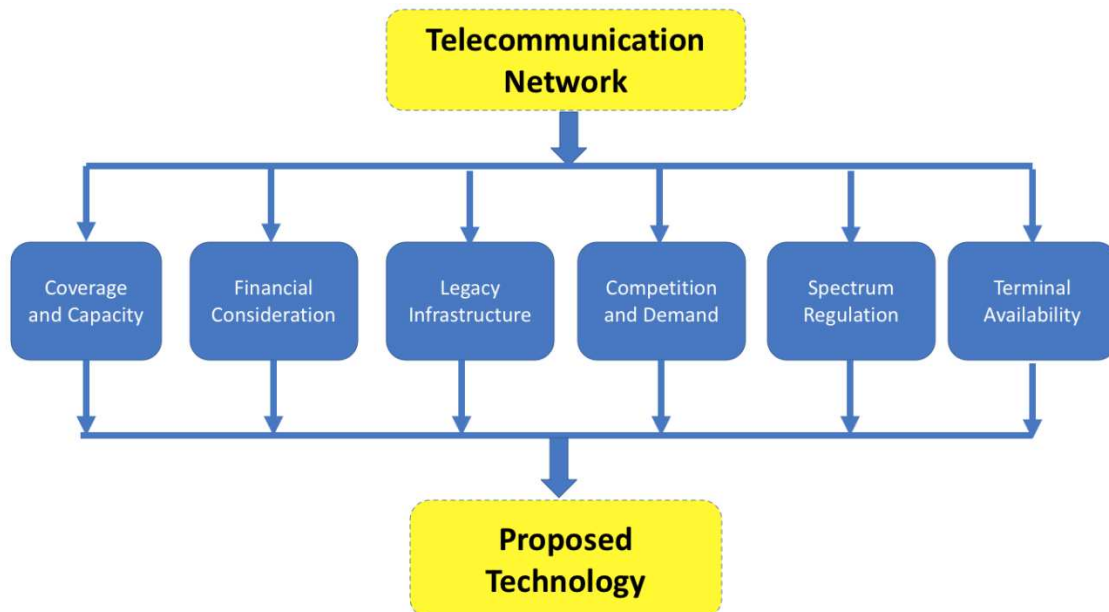 Telecommunication
Network
Coverage
and Capacity
Financial
Consideration
Legacy
Infrastructure
Competition
and Demand
Spectrum
Regulation
Terminal
Availability
Proposed
Technology